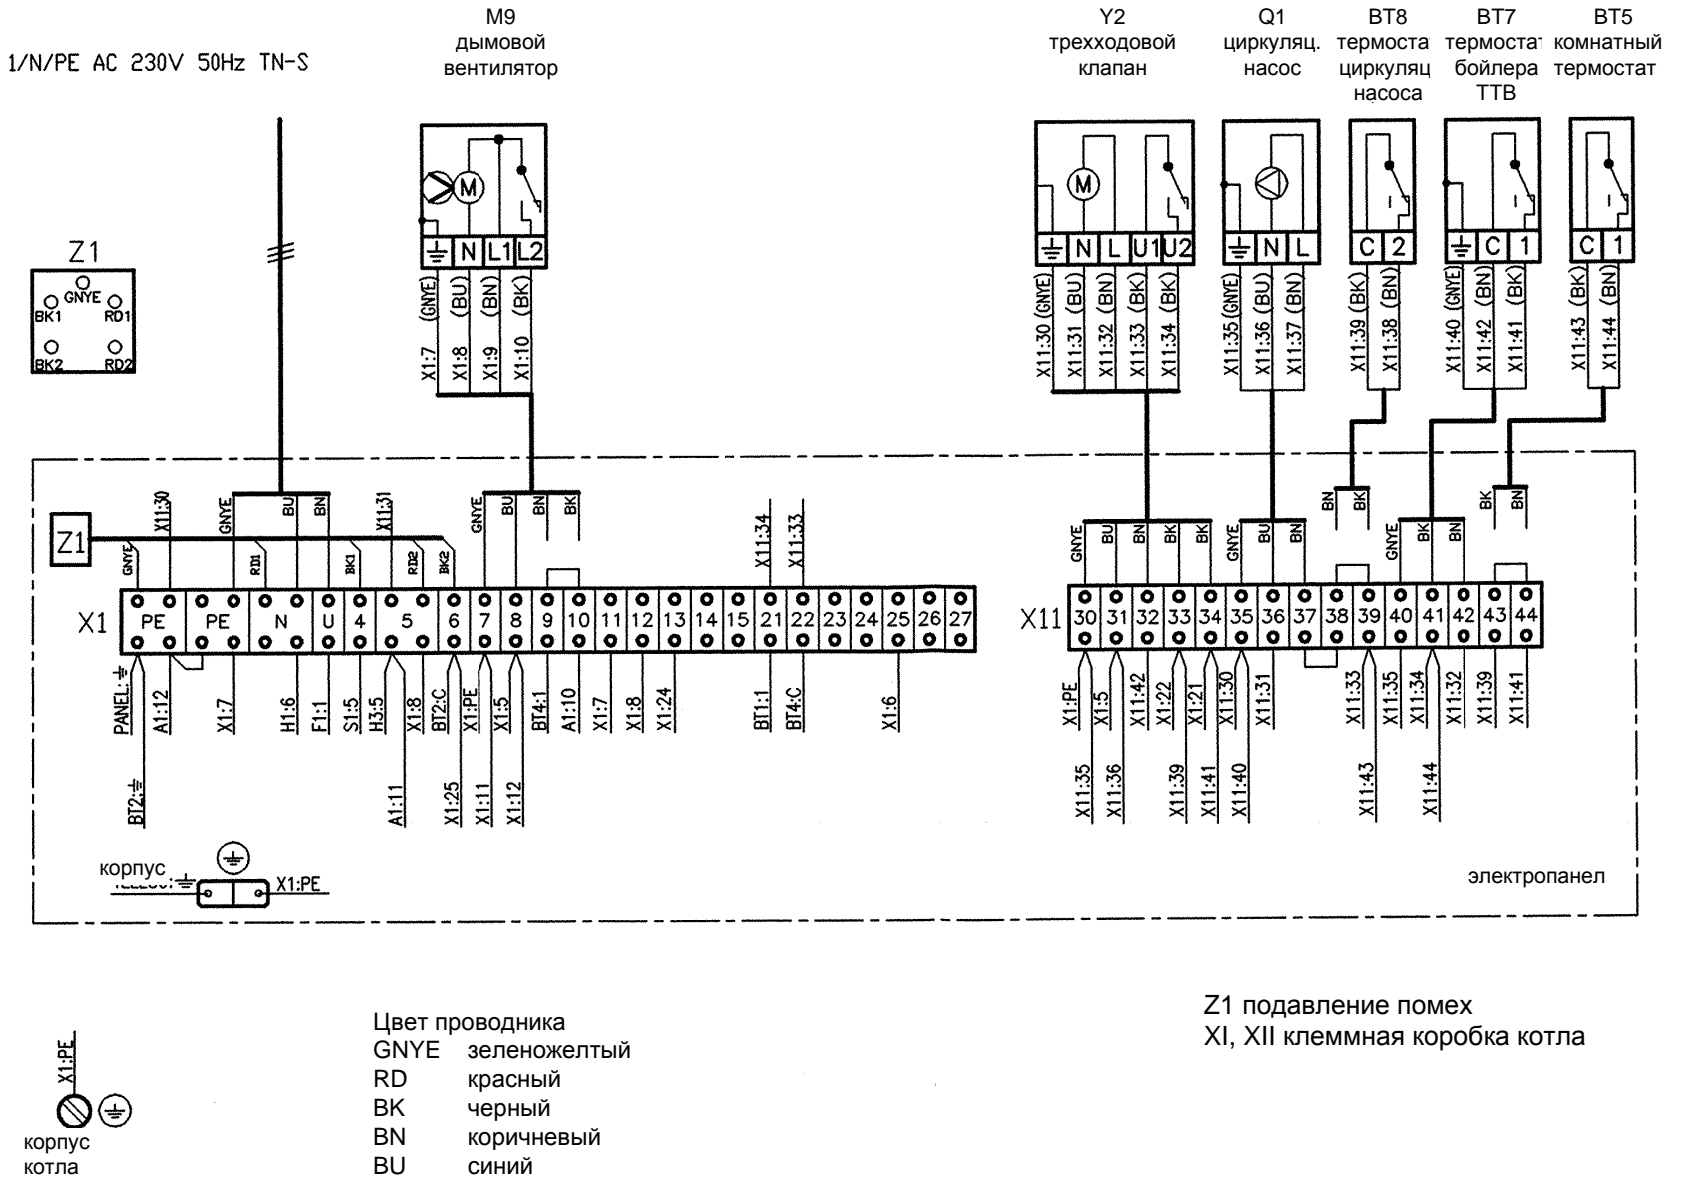 M9
дымовой
вентилятор
Y2
трехходовой
клапан
Q1
циркуляц.
насос
BT8
термоста
циркуляц
насоса
BT7
термостат
бойлера
TTB
BT5
комнатный
термостат
1/N/PE AC 230V 50Hz TN-S
M
N L1 L2
M
N L U1 U2
N L
C 2
C 1
C 1
Z1
GNYE
BK1 RD1
BK2 RD2
X1:7 (GNYE)
X1:8 (BU)
X1:9 (BN)
X1:10 (BK)
X11:30 (GNYE)
X11:31 (BU)
X11:32 (BN)
X11:33 (BK)
X11:34 (BK)
X11:35 (GNYE)
X11:36 (BU)
X11:37 (BN)
X11:39 (BK)
X11:38 (BN)
X11:40 (GNYE)
X11:42 (BN)
X11:41 (BK)
X11:43 (BK)
X11:44 (BN)
Z1
GNYE
X11:30
GNYE
RD1
BU
BN
BK1
X11:31
RD2
BK2
GNYE
BU
BN
BK
X11:34
X11:33
GNYE
BU
BN
BK
BK
GNYE
BU
BN
BN
BK
GNYE
BK
BN
BK
BN
X1 PE PE N U 4 5 6 7 8 9 10 11 12 13 14 15 21 22 23 24 25 26 27
X11 30 31 32 33 34 35 36 37 38 39 40 41 42 43 44
PANEL:
A1:12
X1:7
H1:6
F1:1
S1:5
H3:5
X1:8
BT2:C
X1:PE
X1:5
BT4:1
A1:10
X1:7
X1:8
X1:24
BT1:1
BT4:C
X1:6
X1:PE
X1:5
X11:42
X1:22
X1:21
X11:30
X11:31
X11:33
X11:35
X11:34
X11:32
X11:39
X11:41
BT2:
A1:11
X1:25
X1:11
X1:12
X11:35
X11:36
X11:39
X11:41
X11:40
X11:43
X11:44
корпус
X1:PE
электропанел
X1:PE
корпус
котла
Цвет проводника
GNYE зеленожелтый
RD красный
BK черный
BN коричневый
BU синий
Z1 подавление помех
XI, XII клеммная коробка котла